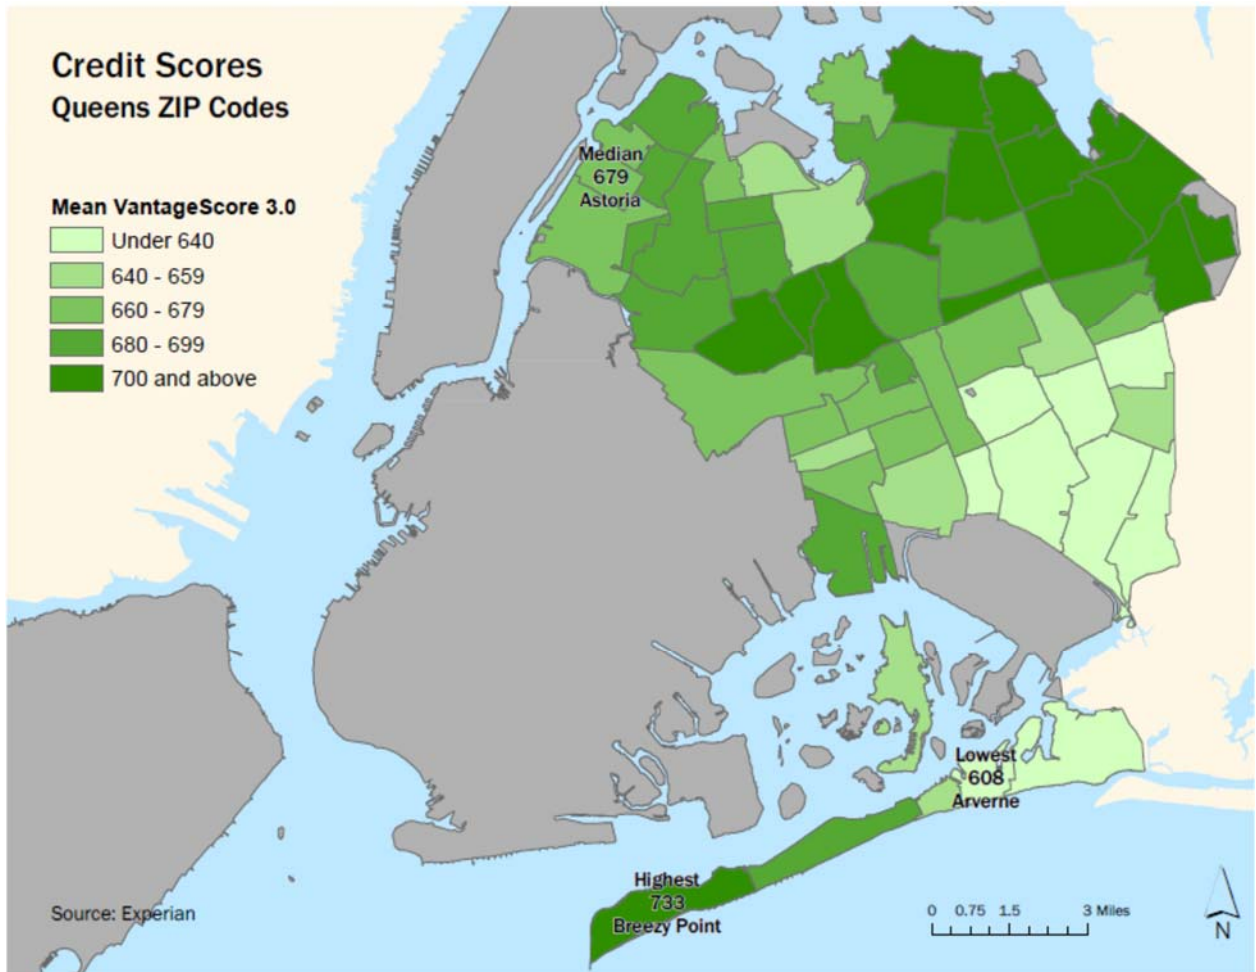 Credit Scores
Queens ZIP Codes
Mean VantageScore 3.0
Under 640
640 - 659
660 - 679
680 - 699
700 and above
Median
679
Astoria
Lowest
608
Arverne
Highest
733
Breezy Point
Source: Experian
0 0.75 1.5 3 Miles
N